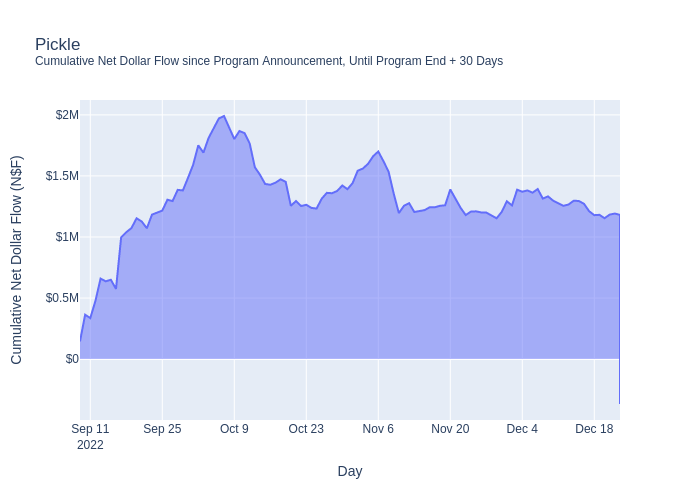 Pickle
Cumulative Net Dollar Flow since Program Announcement, Until Program End + 30 Days
Cumulative Net Dollar Flow (N$F)
$2M
$1.5M
$1M
$0.5M
$0
Sep 11
2022
Sep 25
Oct 9
Oct 23
Nov 6
Nov 20
Dec 4
Dec 18
Day